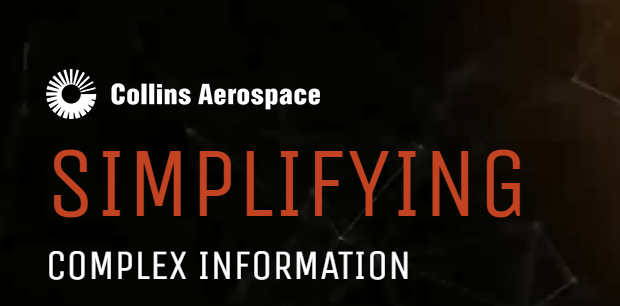 Collins Aerospace
SIMPLIFYING
COMPLEX INFORMATION